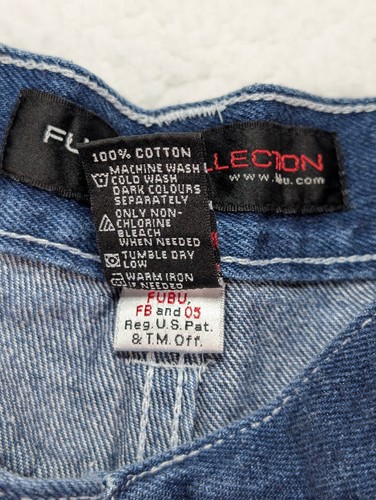 FUBU
LLECTION
www.fubu.com
100% COTTON
MACHINE WASH
COLD WASH
DARK COLOURS
SEPARATELY
ONLY NON-
CHLORINE
BLEACH
WHEN NEEDED
TUMBLE DRY
LOW
WARM IRON
IF NEEDED
FUBU,
FB and 05
Reg. U.S. Pat.
& T.M. Off.